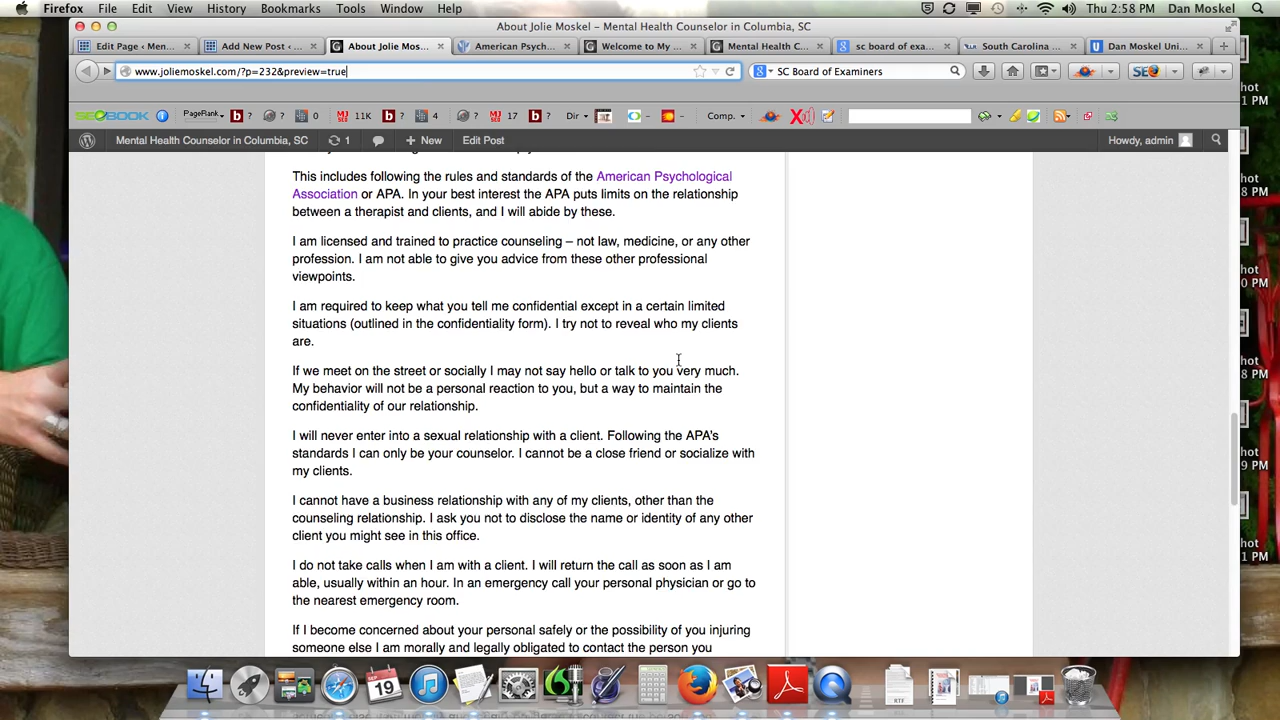 Firefox File Edit View History Bookmarks Tools Window Help Thu 2:58 PM Dan Moskel
About Jolie Moskel – Mental Health Counselor in Columbia, SC
Edit Page ‹ Men... × Add New Post ‹ ... × About Jolie Mos... × American Psych... × Welcome to My ... × Mental Health C... × sc board of exa... × South Carolina ... × Dan Moskel Uni... × +
www.joliemoskel.com/?p=232&preview=true SC Board of Examiners SEO
SEOBOOK PageRank b ? ? 0 MJ SEO 11K b ? ? 4 ? MJ SEO 17 b ? Dir Comp.
Mental Health Counselor in Columbia, SC 1 + New Edit Post Howdy, admin
This includes following the rules and standards of the American Psychological
Association or APA. In your best interest the APA puts limits on the relationship
between a therapist and clients, and I will abide by these.
I am licensed and trained to practice counseling – not law, medicine, or any other
profession. I am not able to give you advice from these other professional
viewpoints.
I am required to keep what you tell me confidential except in a certain limited
situations (outlined in the confidentiality form). I try not to reveal who my clients
are.
If we meet on the street or socially I may not say hello or talk to you very much.
My behavior will not be a personal reaction to you, but a way to maintain the
confidentiality of our relationship.
I will never enter into a sexual relationship with a client. Following the APA's
standards I can only be your counselor. I cannot be a close friend or socialize with
my clients.
I cannot have a business relationship with any of my clients, other than the
counseling relationship. I ask you not to disclose the name or identity of any other
client you might see in this office.
I do not take calls when I am with a client. I will return the call as soon as I am
able, usually within an hour. In an emergency call your personal physician or go to
the nearest emergency room.
If I become concerned about your personal safely or the possibility of you injuring
someone else I am morally and legally obligated to contact the person you
SEP
19
RTF